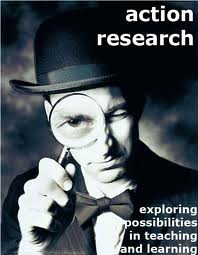 action
research
exploring
possibilities
in teaching
and learning